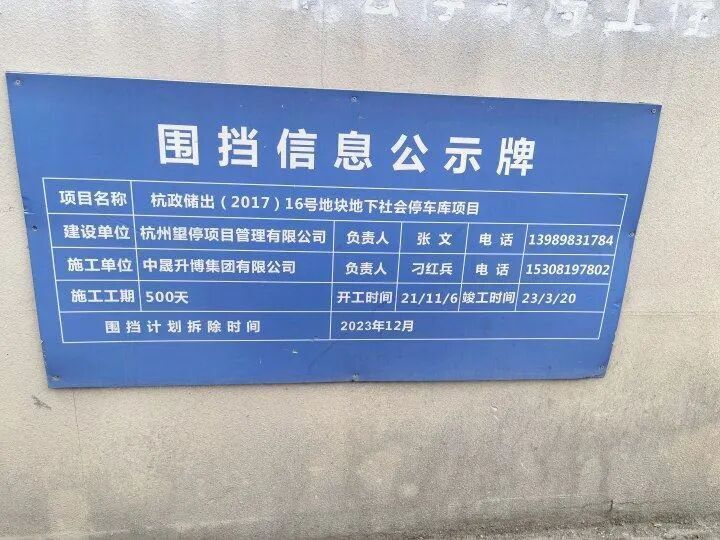 围挡信息公示牌
项目名称 杭政储出（2017）16号地块地下社会停车库项目
建设单位 杭州望停项目管理有限公司 负责人 张文 电话 13989831784
施工单位 中晟升博集团有限公司 负责人 刁红兵 电话 15308197802
施工工期 500天 开工时间 21/11/6 竣工时间 23/3/20
围挡计划拆除时间 2023年12月